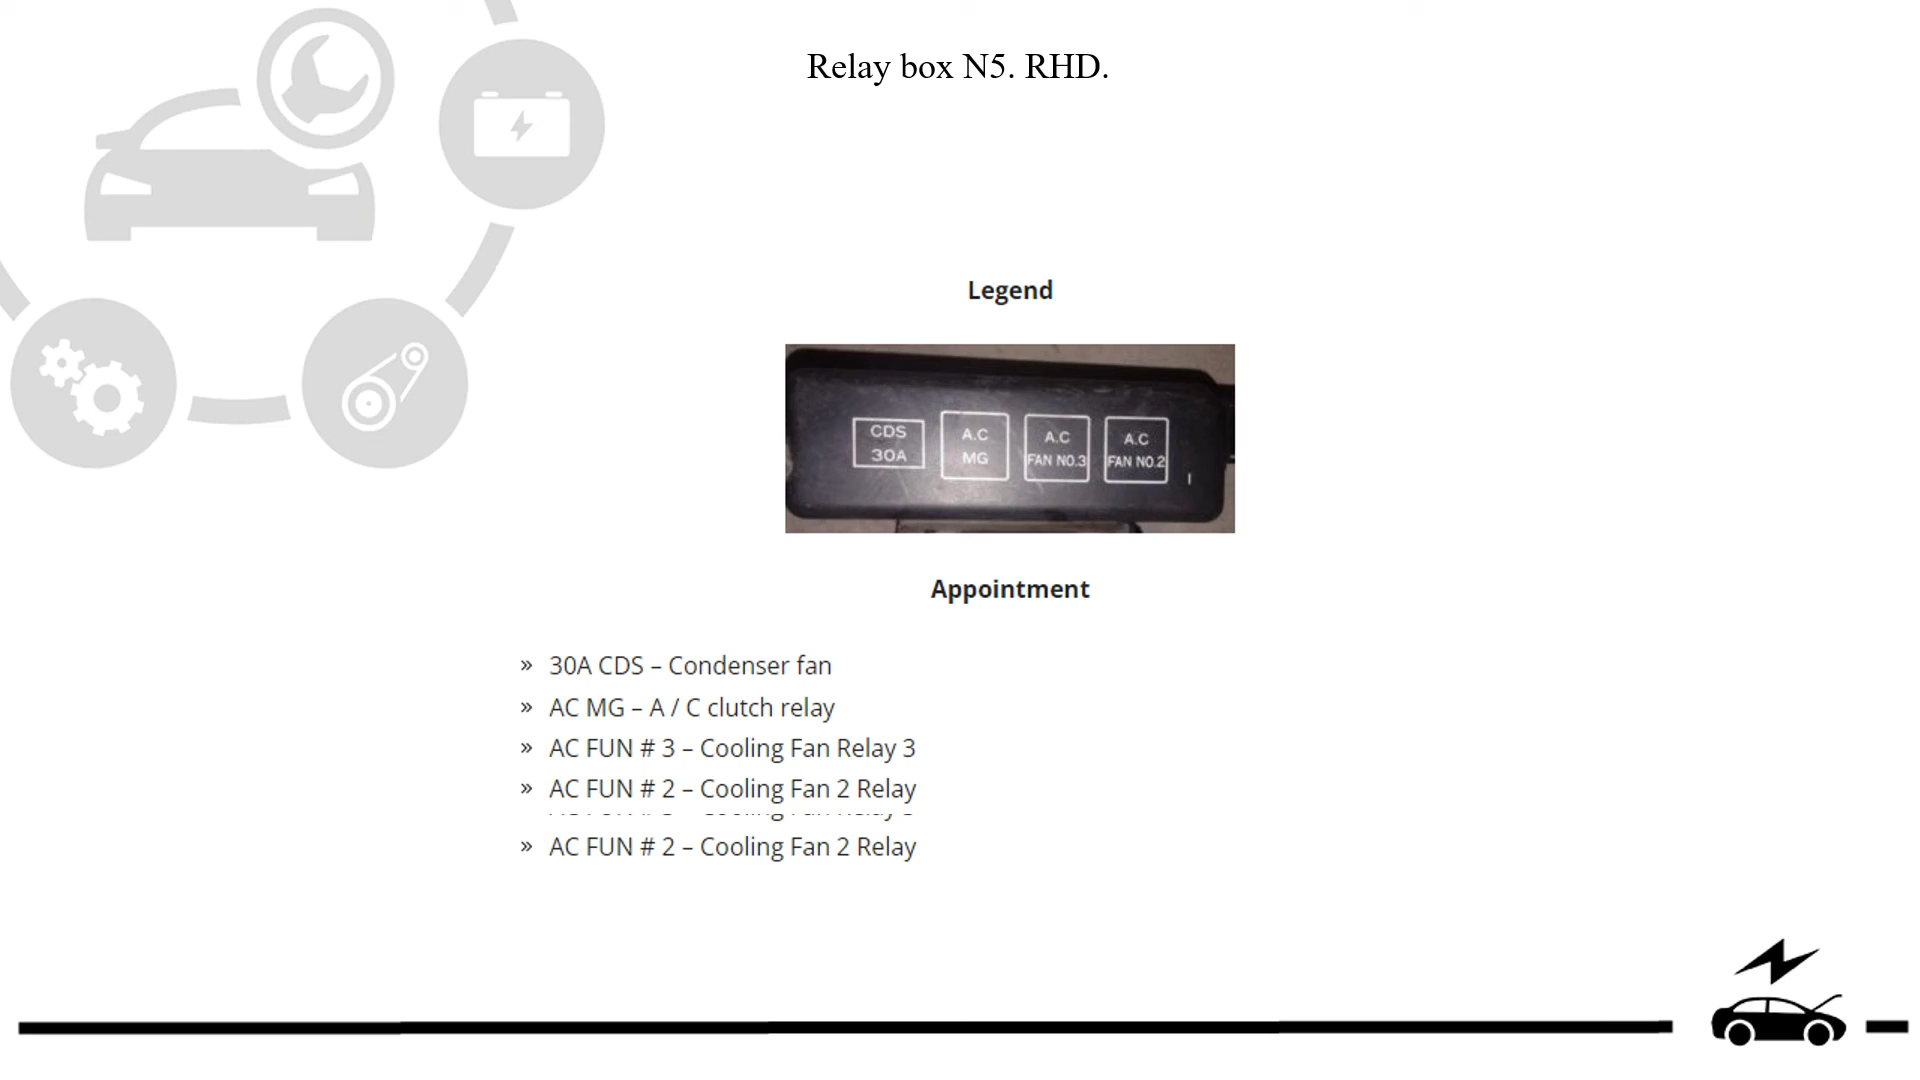 Relay box N5. RHD.
Legend
CDS
30A
A.C
MG
A.C
FAN NO.3
A.C
FAN NO.2
Appointment
» 30A CDS – Condenser fan
» AC MG – A / C clutch relay
» AC FUN # 3 – Cooling Fan Relay 3
» AC FUN # 2 – Cooling Fan 2 Relay
» AC FUN # 2 – Cooling Fan 2 Relay